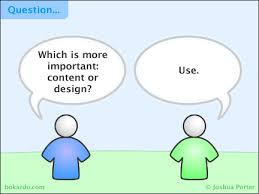 Question...
Which is more
important:
content or
design?
Use.
bokardo.com
© Joshua Porter